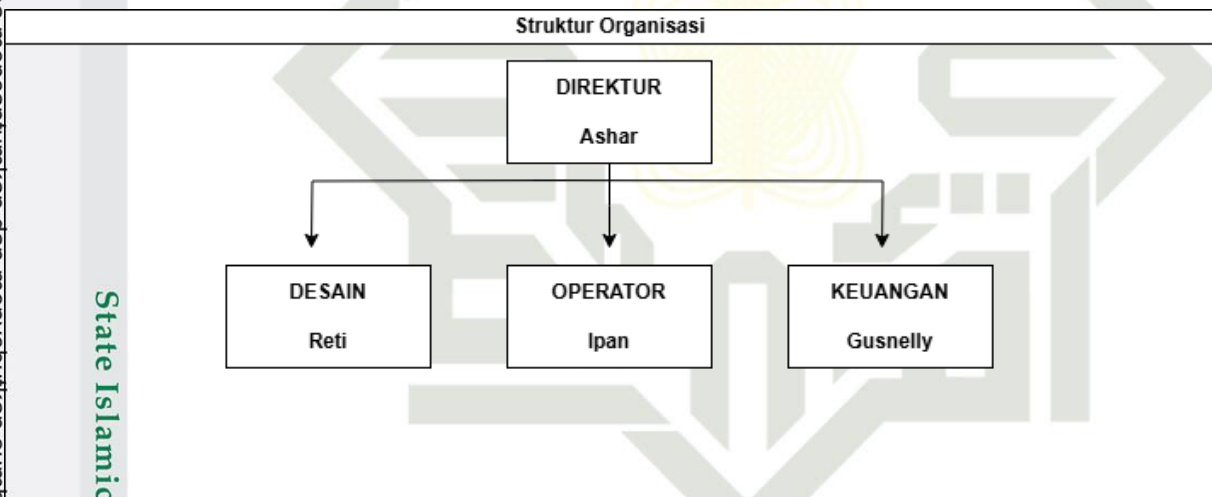 Struktur Organisasi
DIREKTUR
Ashar
DESAIN
Reti
OPERATOR
Ipan
KEUANGAN
Gusnelly
State Islamic